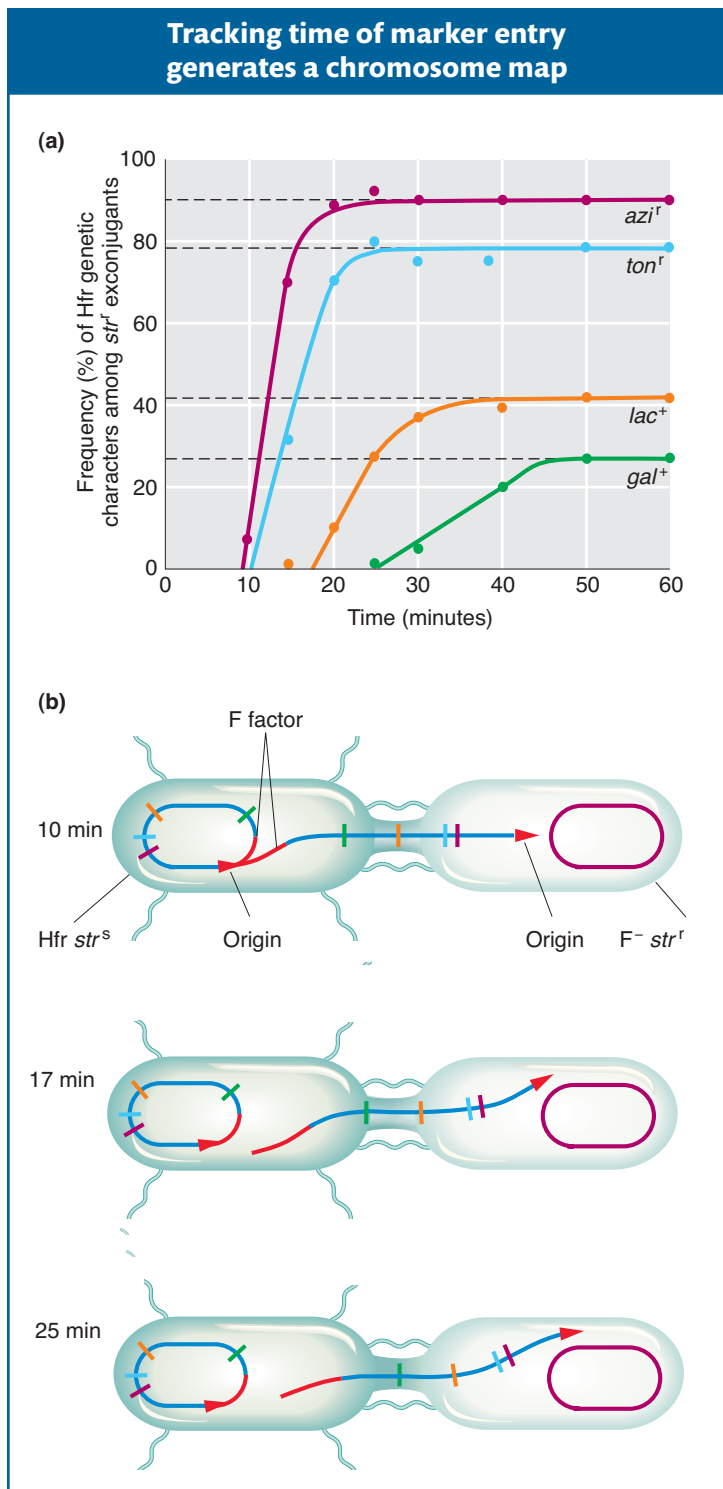 Tracking time of marker entry
generates a chromosome map
(a)
Frequency (%) of Hfr genetic
characters among strʳ exconjugants
100
80
60
40
20
0
aziʳ
tonʳ
lac⁺
gal⁺
0 10 20 30 40 50 60
Time (minutes)
(b)
F factor
10 min
Hfr strˢ
Origin
Origin
F⁻ strʳ
17 min
25 min